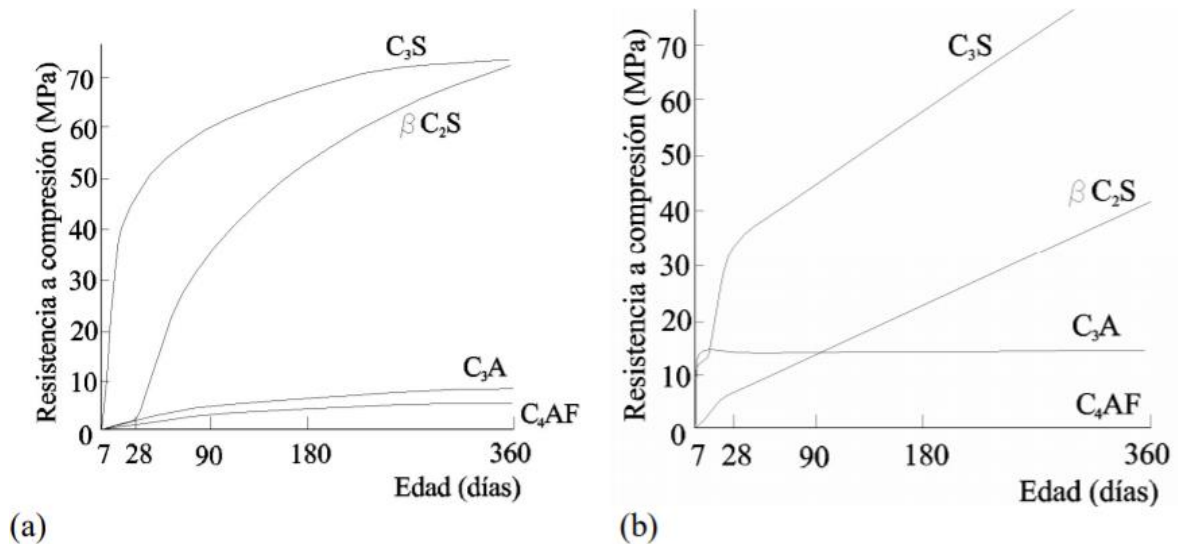 Resistencia a compresión (MPa)
70
60
50
40
30
20
10
0
C₃S
β C₂S
C₃A
C₄AF
7 28 90 180 360
Edad (días)
(a)
Resistencia a compresión (MPa)
70
60
50
40
30
20
10
0
C₃S
β C₂S
C₃A
C₄AF
7 28 90 180 360
Edad (días)
(b)